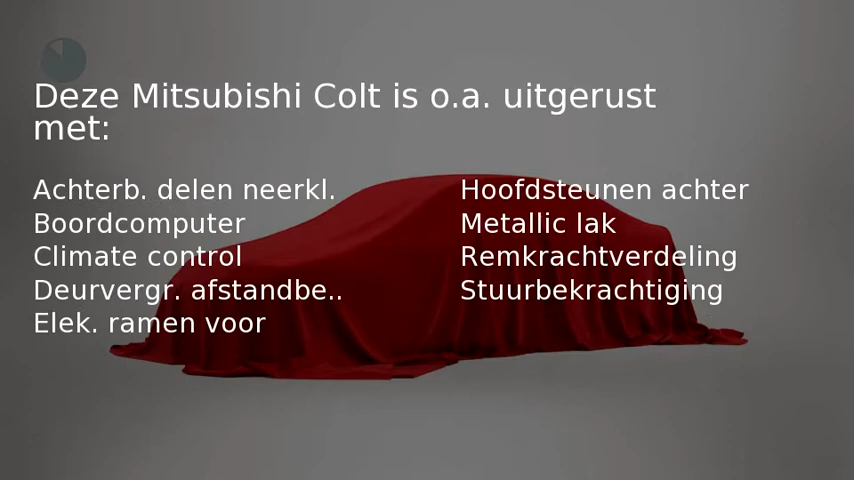 Deze Mitsubishi Colt is o.a. uitgerust
met:
Achterb. delen neerkl.
Boordcomputer
Climate control
Deurvergr. afstandbe..
Elek. ramen voor
Hoofdsteunen achter
Metallic lak
Remkrachtverdeling
Stuurbekrachtiging